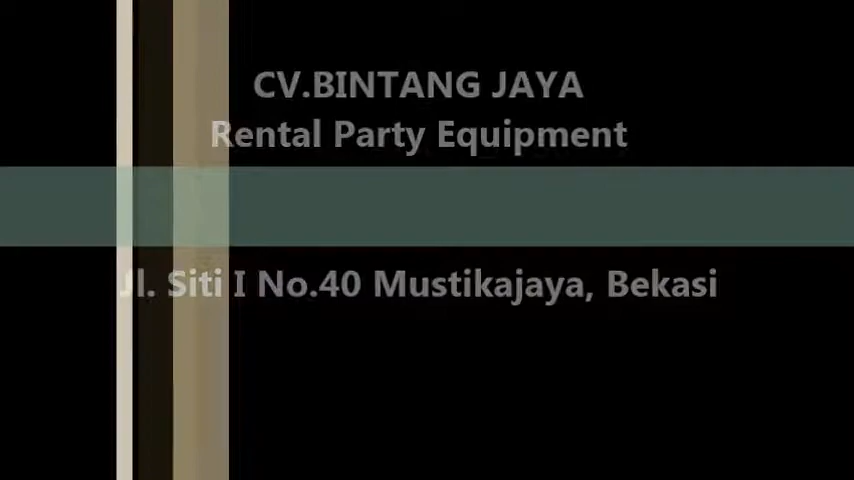 CV.BINTANG JAYA
Rental Party Equipment
Jl. Siti I No.40 Mustikajaya, Bekasi